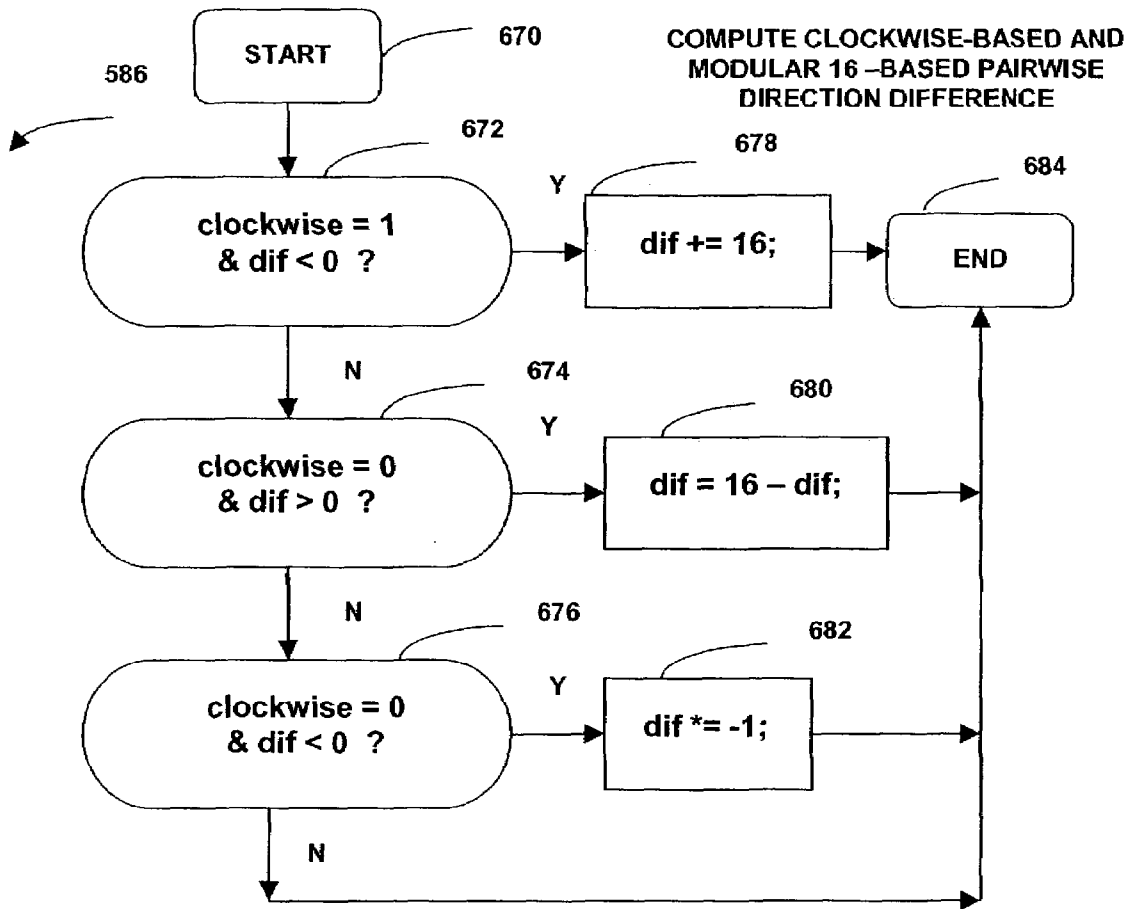 START
670
COMPUTE CLOCKWISE-BASED AND
MODULAR 16 –BASED PAIRWISE
DIRECTION DIFFERENCE
586
672
clockwise = 1
& dif < 0 ?
Y
678
dif += 16;
684
END
N
674
clockwise = 0
& dif > 0 ?
Y
680
dif = 16 – dif;
N
676
clockwise = 0
& dif < 0 ?
Y
682
dif *= -1;
N